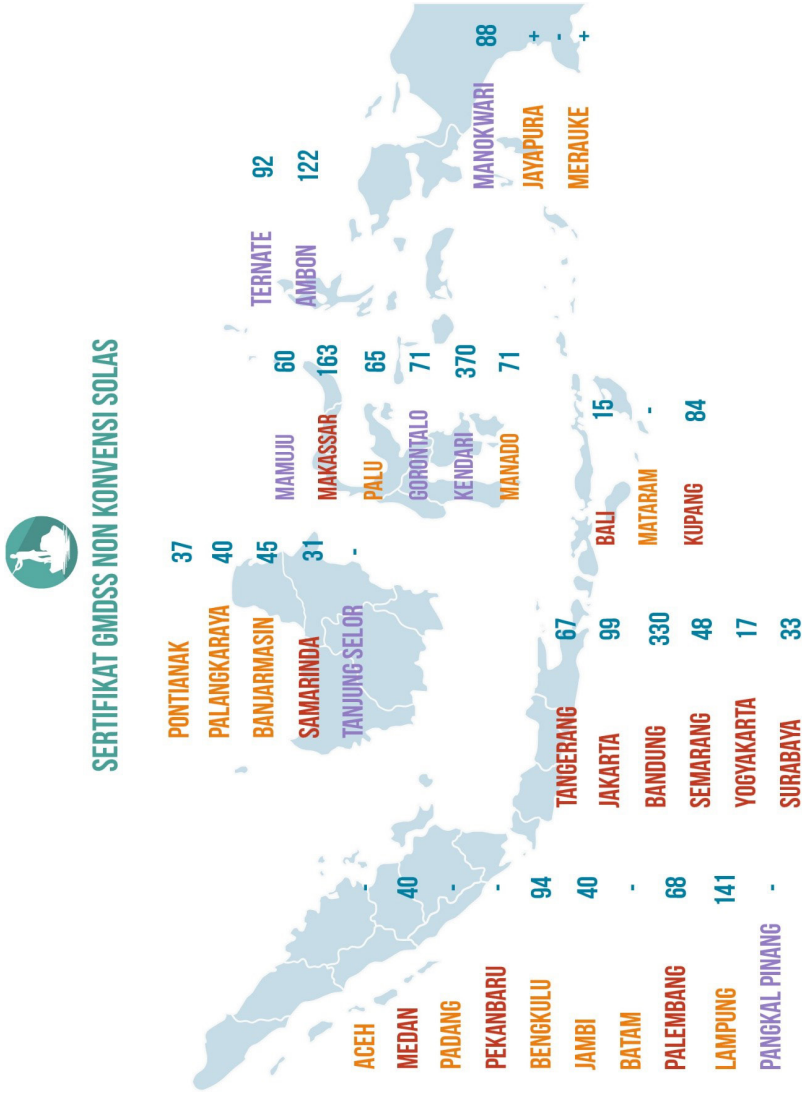 SERTIFIKAT GMDSS NON KONVENSI SOLAS
PONTIANAK 37
PALANGKARAYA 40
BANJARMASIN 45
SAMARINDA 31
TANJUNG SELOR -
MAMUJU 60
MAKASSAR 163
PALU 65
GORONTALO 71
KENDARI 370
MANADO 71
TERNATE 92
AMBON 122
MANOKWARI 88
JAYAPURA +
-
MERAUKE +
ACEH -
MEDAN 40
PADANG -
PEKANBARU -
BENGKULU 94
JAMBI 40
BATAM -
PALEMBANG 68
LAMPUNG 141
PANGKAL PINANG -
TANGERANG 67
JAKARTA 99
BANDUNG 330
SEMARANG 48
YOGYAKARTA 17
SURABAYA 33
BALI 15
MATARAM -
KUPANG 84